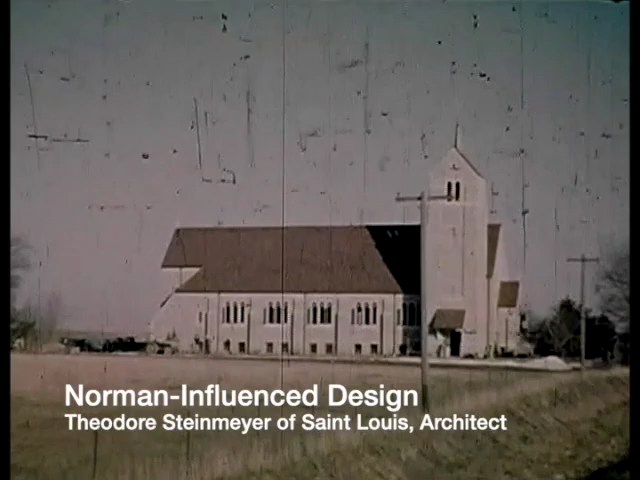 Norman-Influenced Design
Theodore Steinmeyer of Saint Louis, Architect